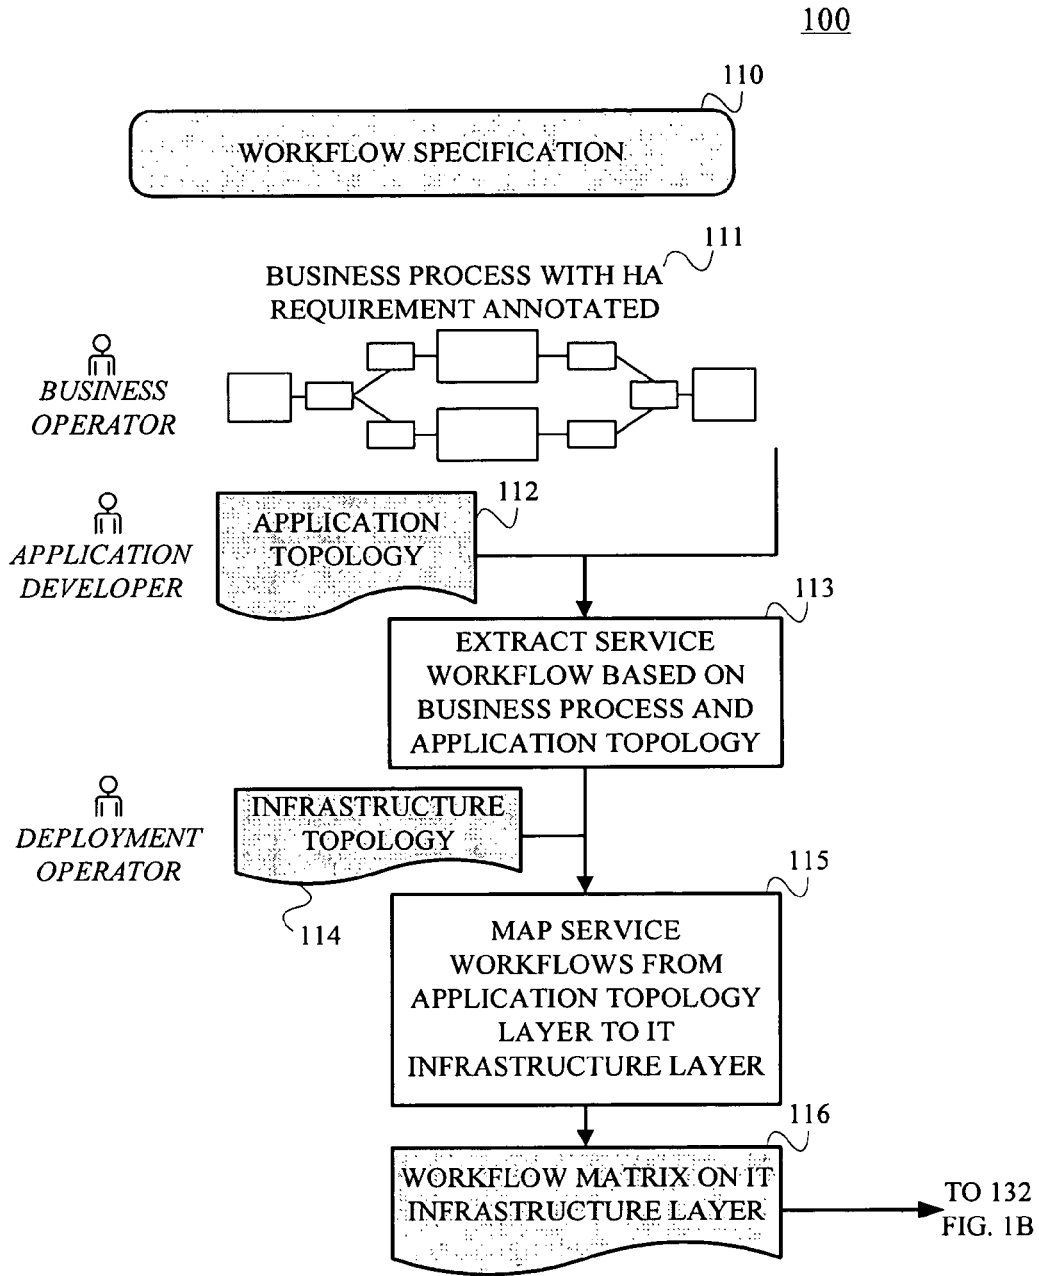 100
110
WORKFLOW SPECIFICATION
111
BUSINESS PROCESS WITH HA
REQUIREMENT ANNOTATED
BUSINESS
OPERATOR
112
APPLICATION
TOPOLOGY
APPLICATION
DEVELOPER
113
EXTRACT SERVICE
WORKFLOW BASED ON
BUSINESS PROCESS AND
APPLICATION TOPOLOGY
INFRASTRUCTURE
TOPOLOGY
DEPLOYMENT
OPERATOR
114
115
MAP SERVICE
WORKFLOWS FROM
APPLICATION TOPOLOGY
LAYER TO IT
INFRASTRUCTURE LAYER
116
WORKFLOW MATRIX ON IT
INFRASTRUCTURE LAYER
TO 132
FIG. 1B